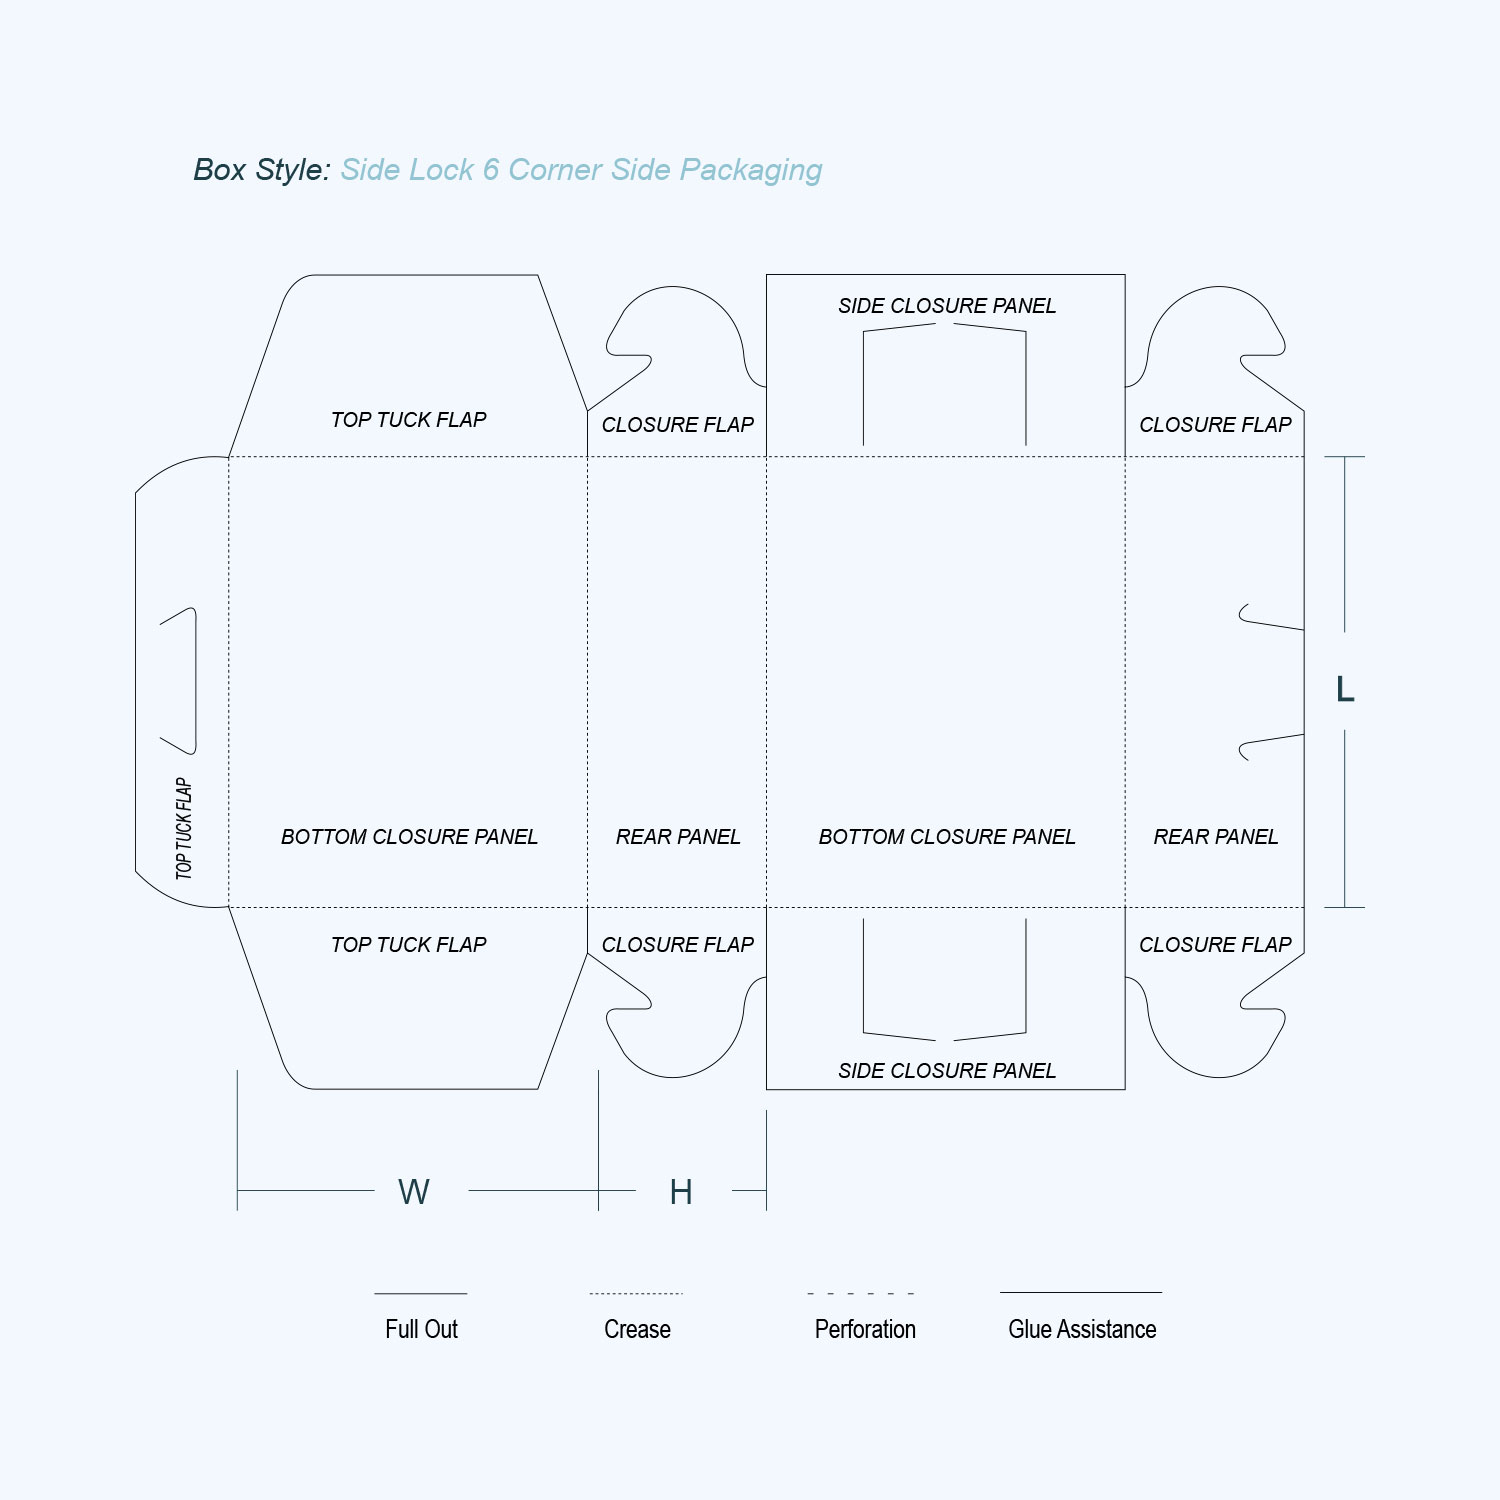 Box Style: Side Lock 6 Corner Side Packaging
SIDE CLOSURE PANEL
TOP TUCK FLAP
CLOSURE FLAP
CLOSURE FLAP
L
TOP TUCK FLAP
BOTTOM CLOSURE PANEL
REAR PANEL
BOTTOM CLOSURE PANEL
REAR PANEL
TOP TUCK FLAP
CLOSURE FLAP
CLOSURE FLAP
SIDE CLOSURE PANEL
W
H
Full Out
Crease
Perforation
Glue Assistance